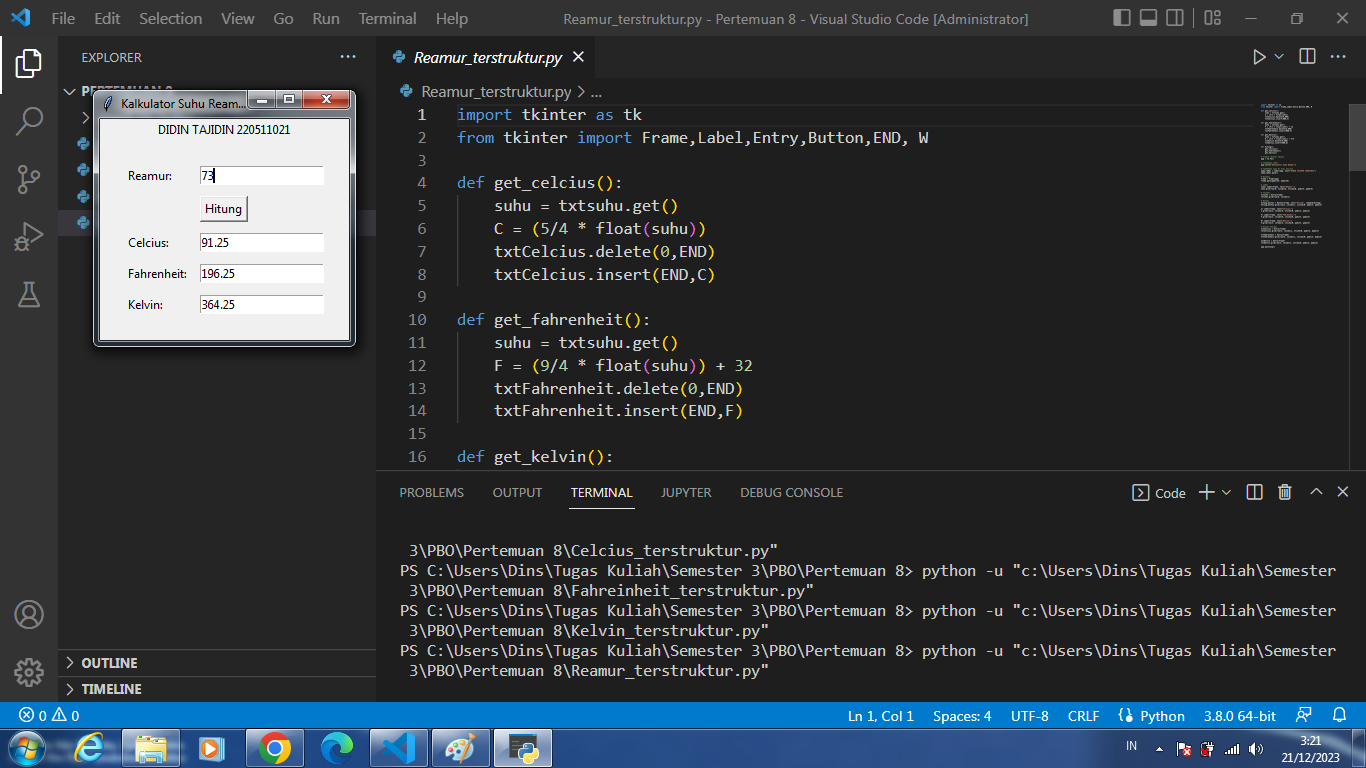 File Edit Selection View Go Run Terminal Help Reamur_terstruktur.py - Pertemuan 8 - Visual Studio Code [Administrator]
EXPLORER
Kalkulator Suhu Ream...
DIDIN TAJIDIN 220511021
Reamur: 73
Hitung
Celcius: 91.25
Fahrenheit: 196.25
Kelvin: 364.25
OUTLINE
TIMELINE
Reamur_terstruktur.py
Reamur_terstruktur.py > ...
1 import tkinter as tk
2 from tkinter import Frame,Label,Entry,Button,END, W
3
4 def get_celcius():
5 suhu = txtsuhu.get()
6 C = (5/4 * float(suhu))
7 txtCelcius.delete(0,END)
8 txtCelcius.insert(END,C)
9
10 def get_fahrenheit():
11 suhu = txtsuhu.get()
12 F = (9/4 * float(suhu)) + 32
13 txtFahrenheit.delete(0,END)
14 txtFahrenheit.insert(END,F)
15
16 def get_kelvin():
PROBLEMS OUTPUT TERMINAL JUPYTER DEBUG CONSOLE Code
3\PBO\Pertemuan 8\Celcius_terstruktur.py"
PS C:\Users\Dins\Tugas Kuliah\Semester 3\PBO\Pertemuan 8> python -u "c:\Users\Dins\Tugas Kuliah\Semester
3\PBO\Pertemuan 8\Fahreinheit_terstruktur.py"
PS C:\Users\Dins\Tugas Kuliah\Semester 3\PBO\Pertemuan 8> python -u "c:\Users\Dins\Tugas Kuliah\Semester
3\PBO\Pertemuan 8\Kelvin_terstruktur.py"
PS C:\Users\Dins\Tugas Kuliah\Semester 3\PBO\Pertemuan 8> python -u "c:\Users\Dins\Tugas Kuliah\Semester
3\PBO\Pertemuan 8\Reamur_terstruktur.py"
0 0 Ln 1, Col 1 Spaces: 4 UTF-8 CRLF Python 3.8.0 64-bit
IN 3:21
21/12/2023